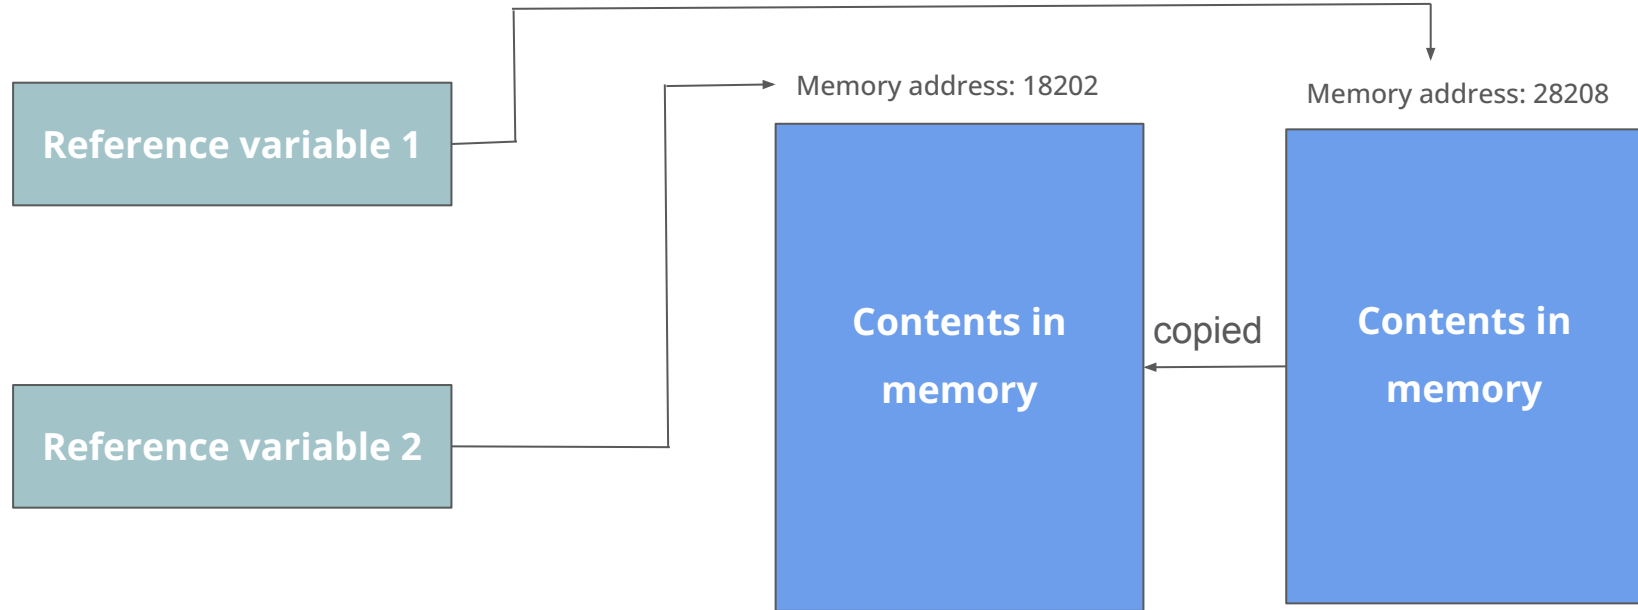 Memory address: 18202
Memory address: 28208
Reference variable 1
Contents in
memory
copied
Contents in
memory
Reference variable 2